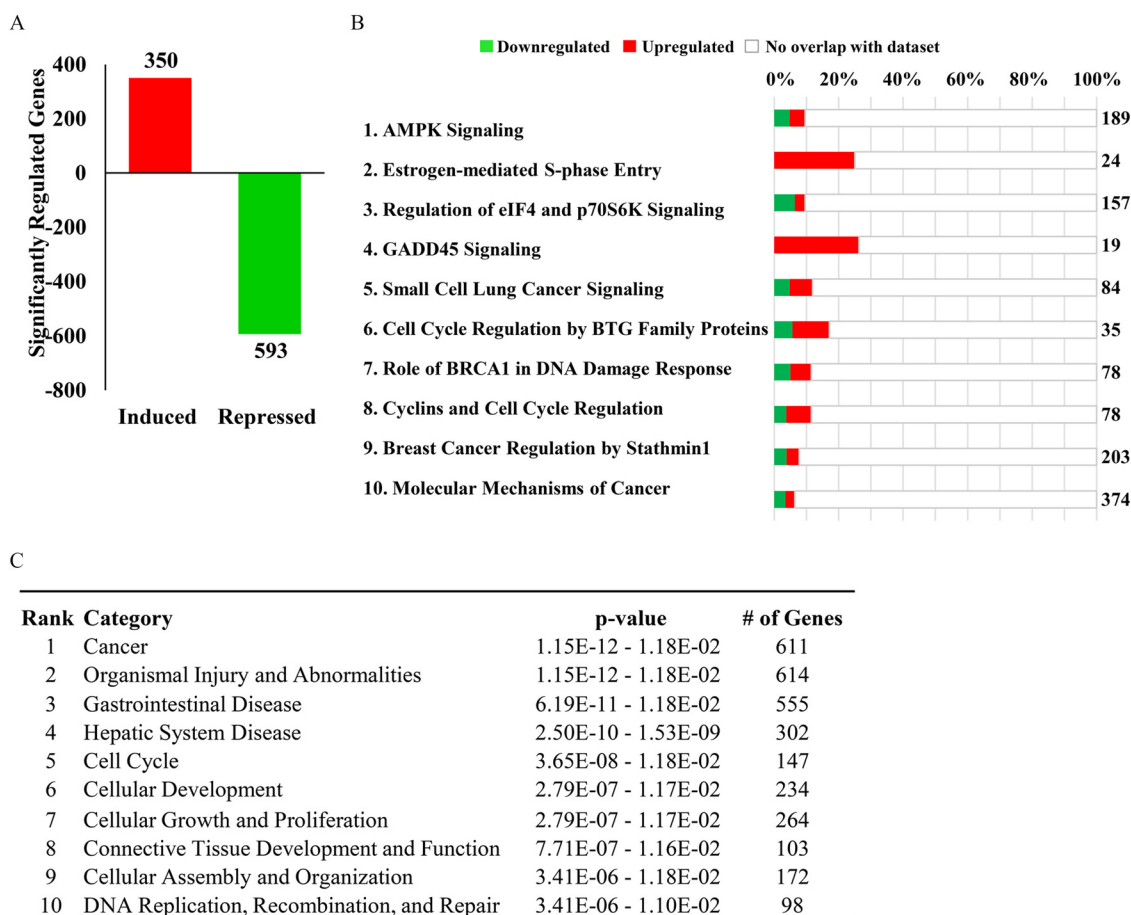 A
Significantly Regulated Genes
400
200
0
-200
-400
-600
-800
350
593
Induced Repressed
B
Downregulated Upregulated No overlap with dataset
0% 20% 40% 60% 80% 100%
1. AMPK Signaling 189
2. Estrogen-mediated S-phase Entry 24
3. Regulation of eIF4 and p70S6K Signaling 157
4. GADD45 Signaling 19
5. Small Cell Lung Cancer Signaling 84
6. Cell Cycle Regulation by BTG Family Proteins 35
7. Role of BRCA1 in DNA Damage Response 78
8. Cyclins and Cell Cycle Regulation 78
9. Breast Cancer Regulation by Stathmin1 203
10. Molecular Mechanisms of Cancer 374
C
Rank Category p-value # of Genes
1 Cancer 1.15E-12 - 1.18E-02 611
2 Organismal Injury and Abnormalities 1.15E-12 - 1.18E-02 614
3 Gastrointestinal Disease 6.19E-11 - 1.18E-02 555
4 Hepatic System Disease 2.50E-10 - 1.53E-09 302
5 Cell Cycle 3.65E-08 - 1.18E-02 147
6 Cellular Development 2.79E-07 - 1.17E-02 234
7 Cellular Growth and Proliferation 2.79E-07 - 1.17E-02 264
8 Connective Tissue Development and Function 7.71E-07 - 1.16E-02 103
9 Cellular Assembly and Organization 3.41E-06 - 1.18E-02 172
10 DNA Replication, Recombination, and Repair 3.41E-06 - 1.10E-02 98